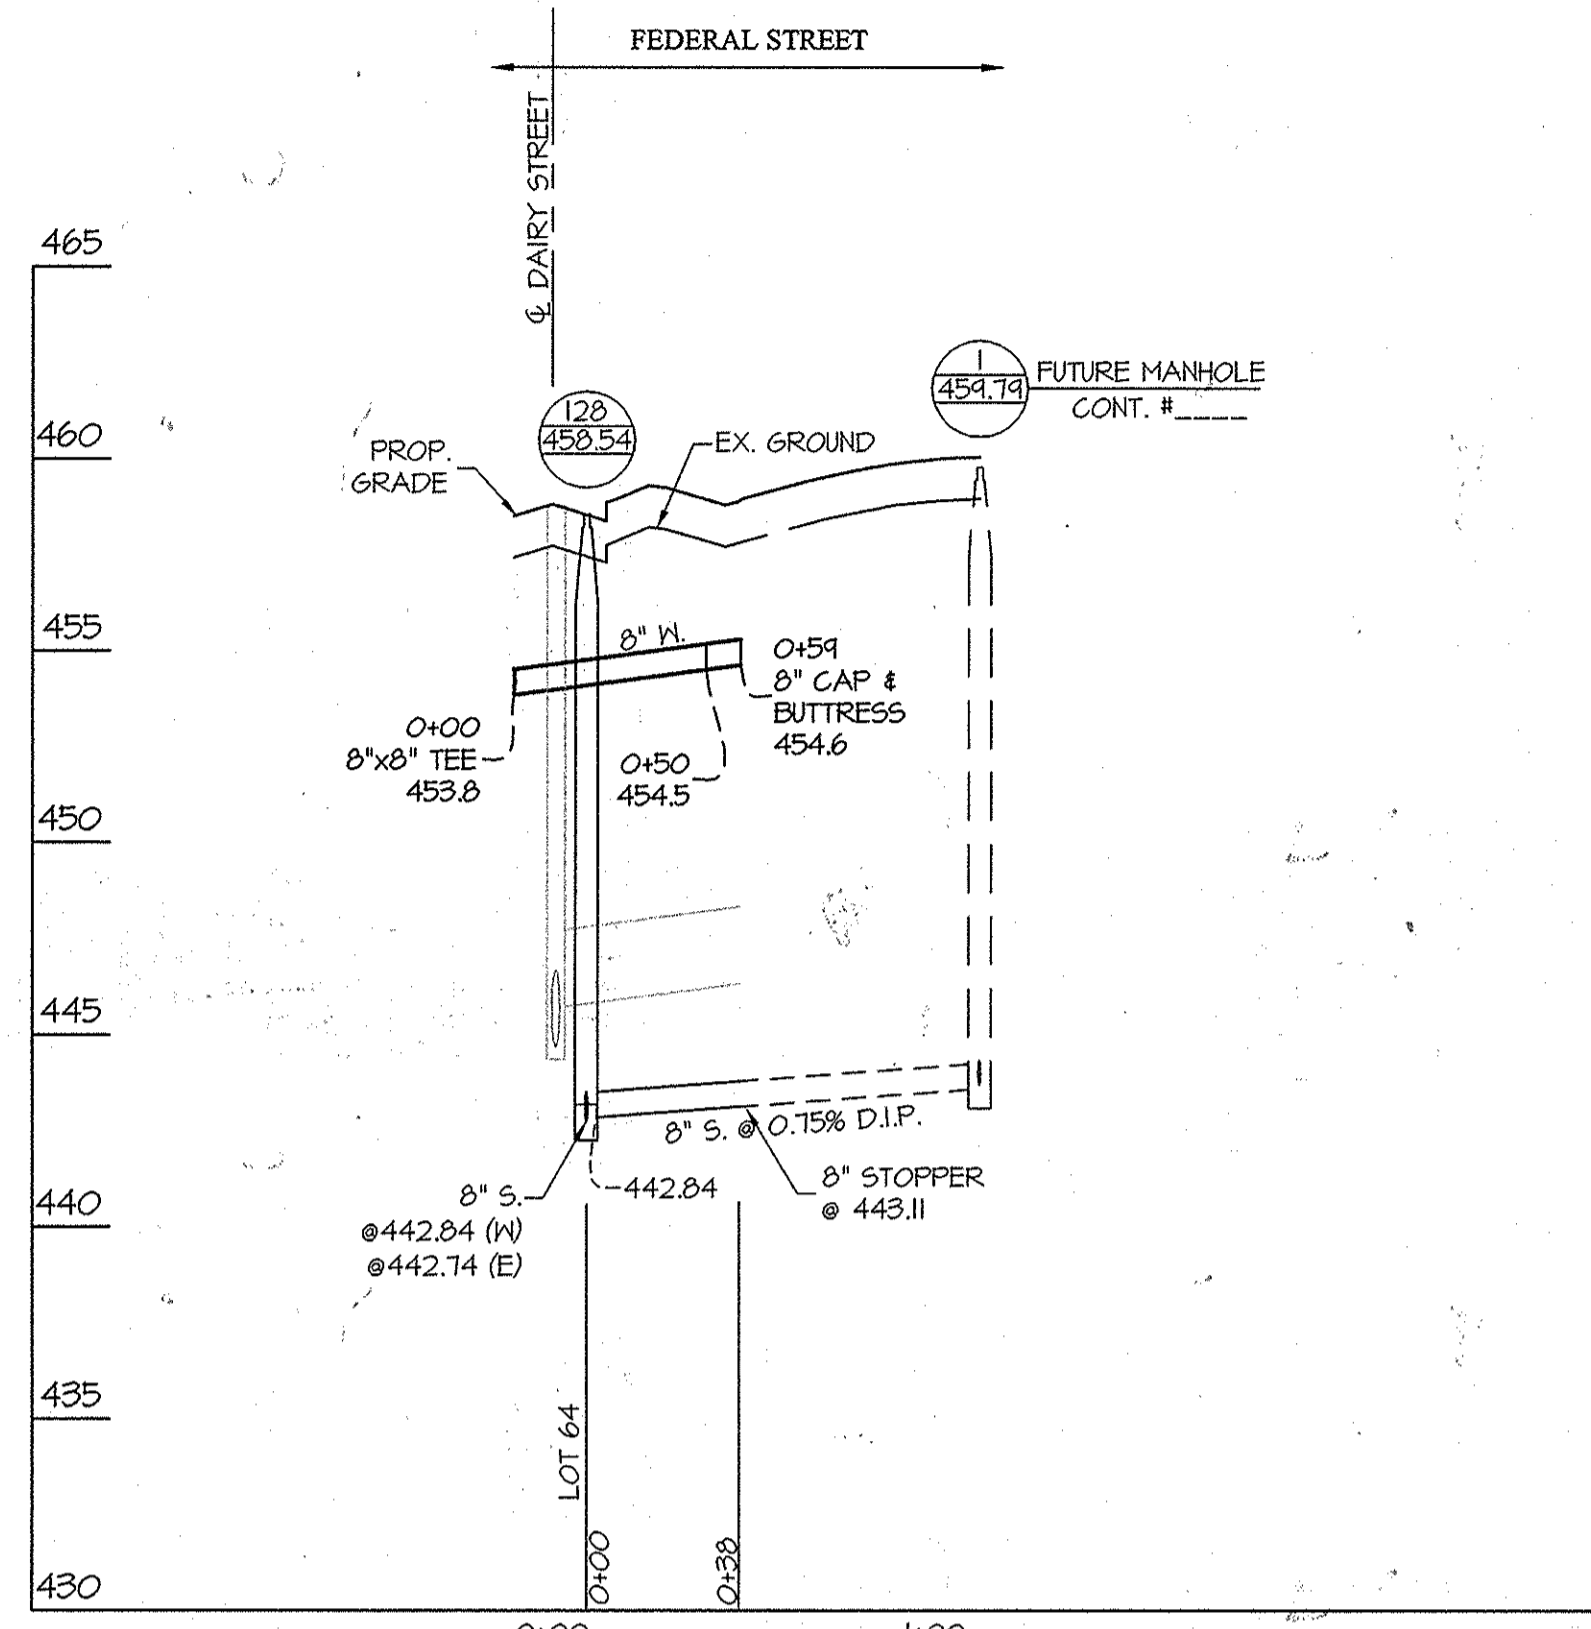 FEDERAL STREET
℄ DAIRY STREET
465
460
455
450
445
440
435
430
128
458.54
1
459.79
FUTURE MANHOLE
CONT. #____
PROP.
GRADE
EX. GROUND
8" W.
0+00
8"x8" TEE
453.8
0+50
454.5
0+59
8" CAP &
BUTTRESS
454.6
8" S. @ 0.75% D.I.P.
8" S.
@442.84 (W)
@442.74 (E)
442.84
8" STOPPER
@ 443.11
LOT 64
0+00
0+38